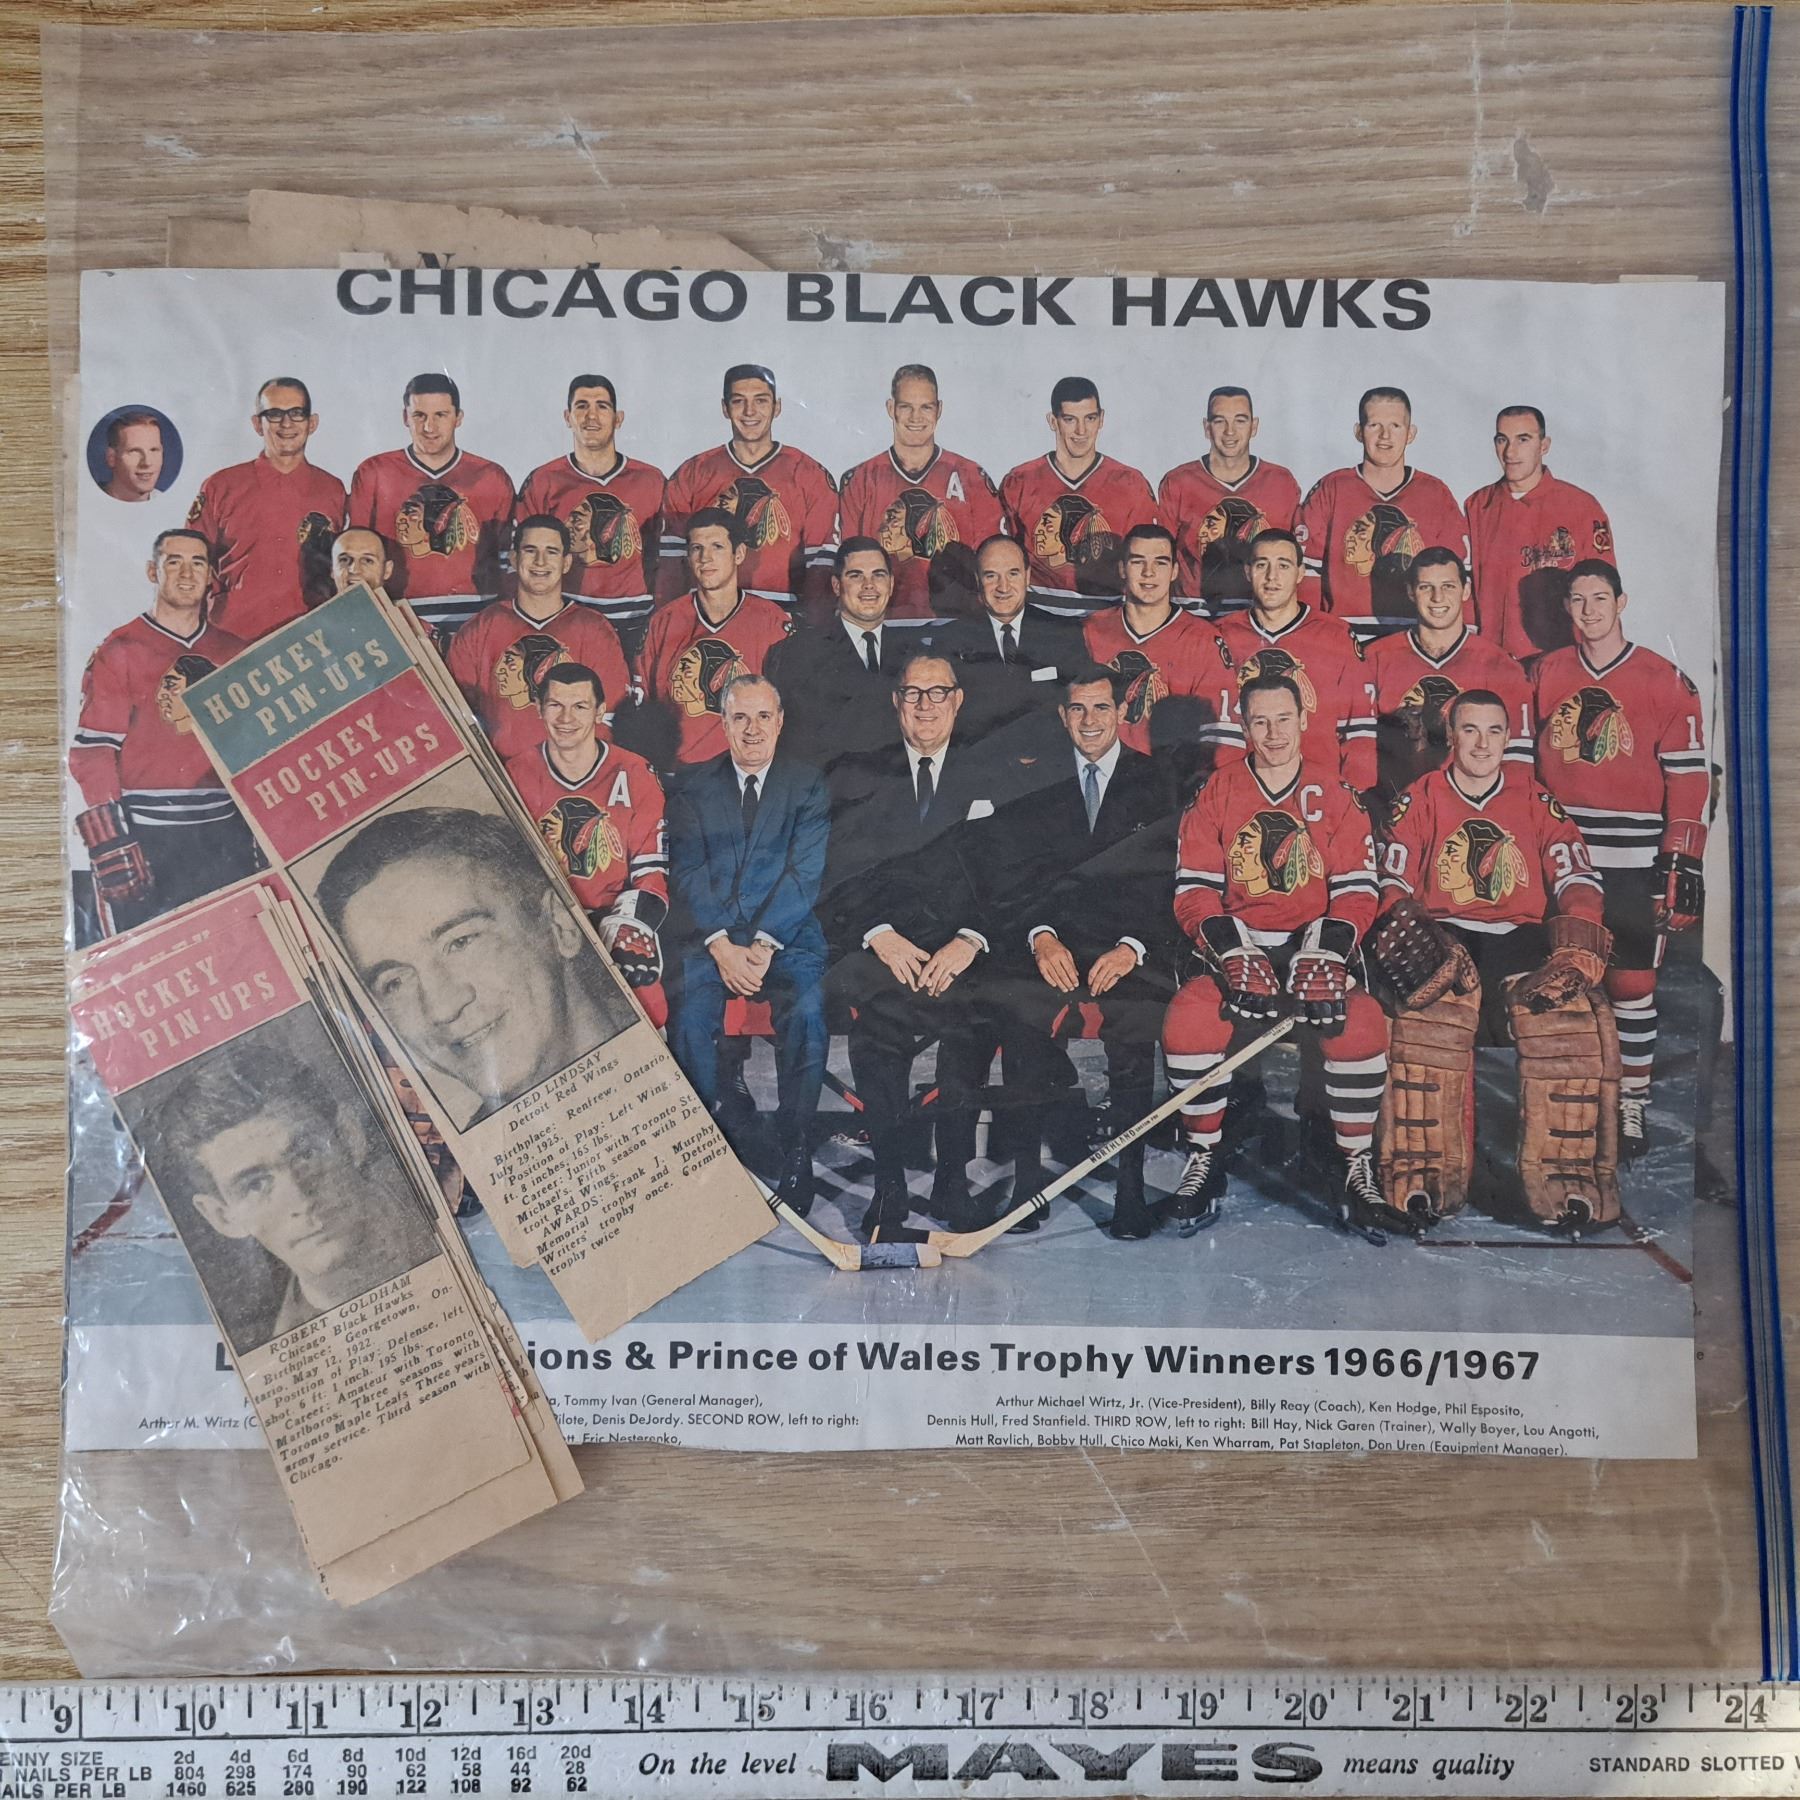 CHICAGO BLACK HAWKS
A
A
C
14
7
1
1
30
30
3
HOCKEY
PIN-UPS
HOCKEY
PIN-UPS
TED LINDSAY
Detroit Red Wings
Birthplace: Renfrew, Ontario,
July 29, 1925.
Position of Play: Left Wing. 5
ft. 8 inches; 165 lbs.
Career: Junior with Toronto St.
Michael's. Fifth season with De-
troit Red Wings.
AWARDS: Frank J. Murphy
Memorial trophy and Detroit
Writers' trophy once. Gormley
trophy twice
HOCKEY
PIN-UPS
ROBERT GOLDHAM
Chicago Black Hawks
Birthplace: Georgetown, On-
tario, May 12, 1922.
Position of Play: Defense, left
shot. 6 ft. 1 inch, 195 lbs.
Career: Amateur with Toronto
Marlboros. Three seasons with
Toronto Maple Leafs Three years
army service. Third season with
Chicago.
NORTHLAND
ions & Prince of Wales Trophy Winners 1966/1967
Tommy Ivan (General Manager),
Arthur M. Wirtz (C
Pilote, Denis DeJordy. SECOND ROW, left to right:
Eric Nesterenko,
Arthur Michael Wirtz, Jr. (Vice-President), Billy Reay (Coach), Ken Hodge, Phil Esposito,
Dennis Hull, Fred Stanfield. THIRD ROW, left to right: Bill Hay, Nick Garen (Trainer), Wally Boyer, Lou Angotti,
Matt Ravlich, Bobby Hull, Chico Maki, Ken Wharram, Pat Stapleton, Don Uren (Equipment Manager).
9 10 11 12 13 14 15 16 17 18 19 20 21 22 23 24
ENNY SIZE 2d 4d 6d 8d 10d 12d 16d 20d
NAILS PER LB 804 298 174 90 62 58 44 28
AILS PER LB 1460 625 280 190 122 108 92 62
On the level MAYES means quality STANDARD SLOTTED